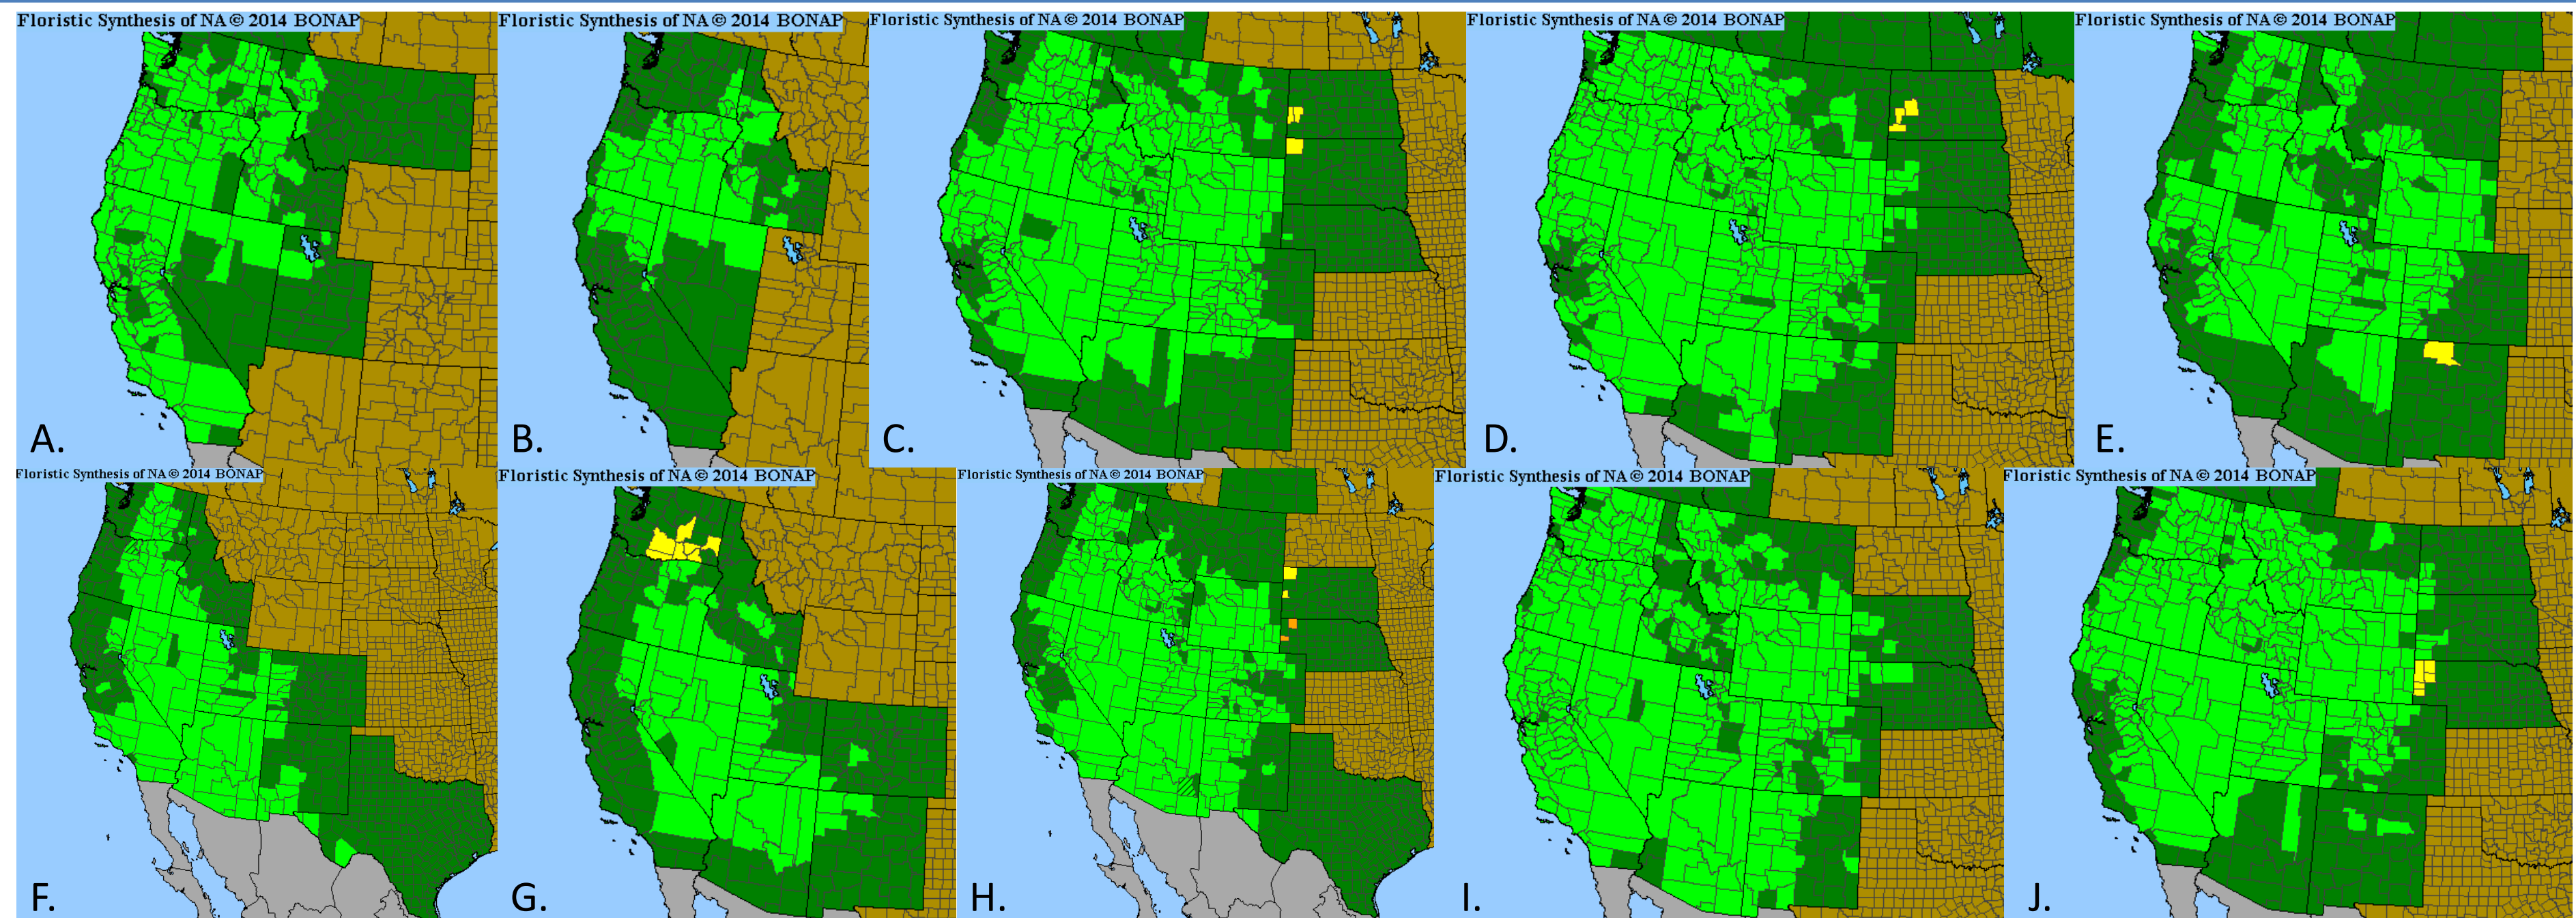 Floristic Synthesis of NA © 2014 BONAP
Floristic Synthesis of NA © 2014 BONAP
Floristic Synthesis of NA © 2014 BONAP
Floristic Synthesis of NA © 2014 BONAP
Floristic Synthesis of NA © 2014 BONAP
A.
B.
C.
D.
E.
Floristic Synthesis of NA © 2014 BONAP
Floristic Synthesis of NA © 2014 BONAP
Floristic Synthesis of NA © 2014 BONAP
Floristic Synthesis of NA © 2014 BONAP
Floristic Synthesis of NA © 2014 BONAP
F.
G.
H.
I.
J.